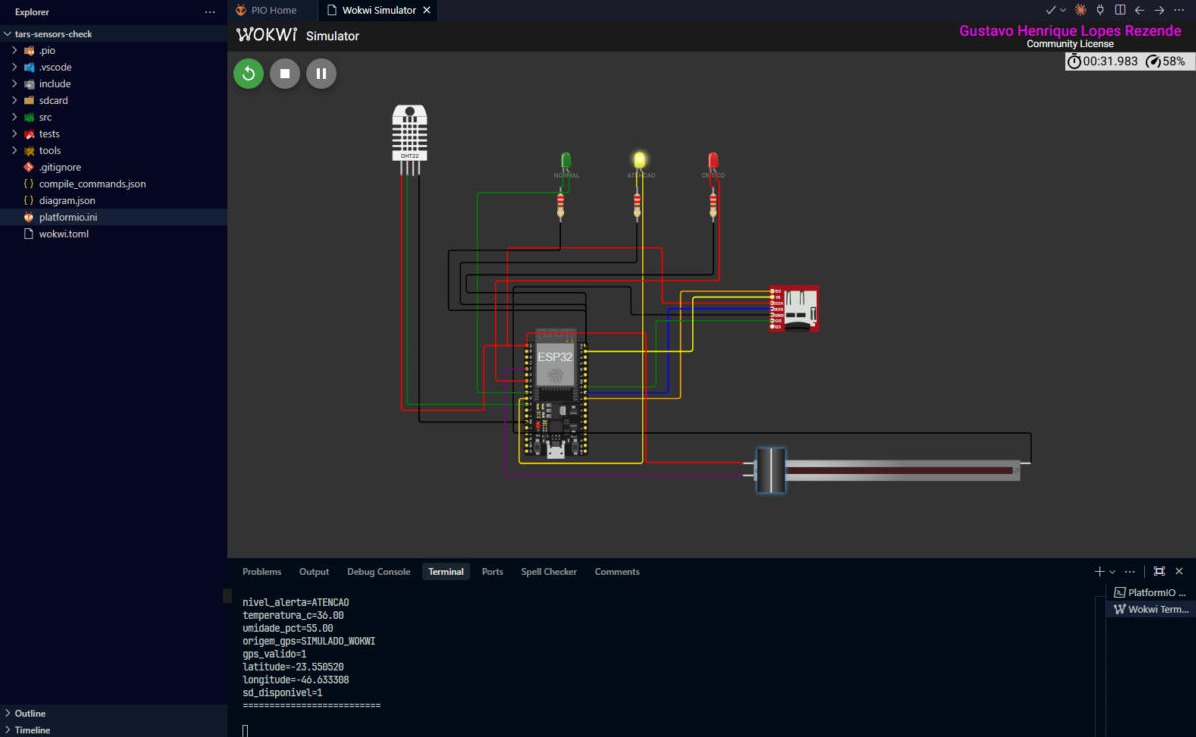 Explorer
PIO Home
Wokwi Simulator
tars-sensors-check
.pio
.vscode
include
sdcard
src
tests
tools
.gitignore
compile_commands.json
diagram.json
platformio.ini
wokwi.toml
WOKWI Simulator
Gustavo Henrique Lopes Rezende
Community License
00:31.983 58%
DHT22
NORMAL
ATENCAO
CRITICO
ESP32
Problems Output Debug Console Terminal Ports Spell Checker Comments
nivel_alerta=ATENCAO
temperatura_c=36.00
umidade_pct=55.00
origem_gps=SIMULADO_WOKWI
gps_valido=1
latitude=-23.550520
longitude=-46.633308
sd_disponivel=1
==========================
PlatformIO ...
Wokwi Term...
Outline
Timeline